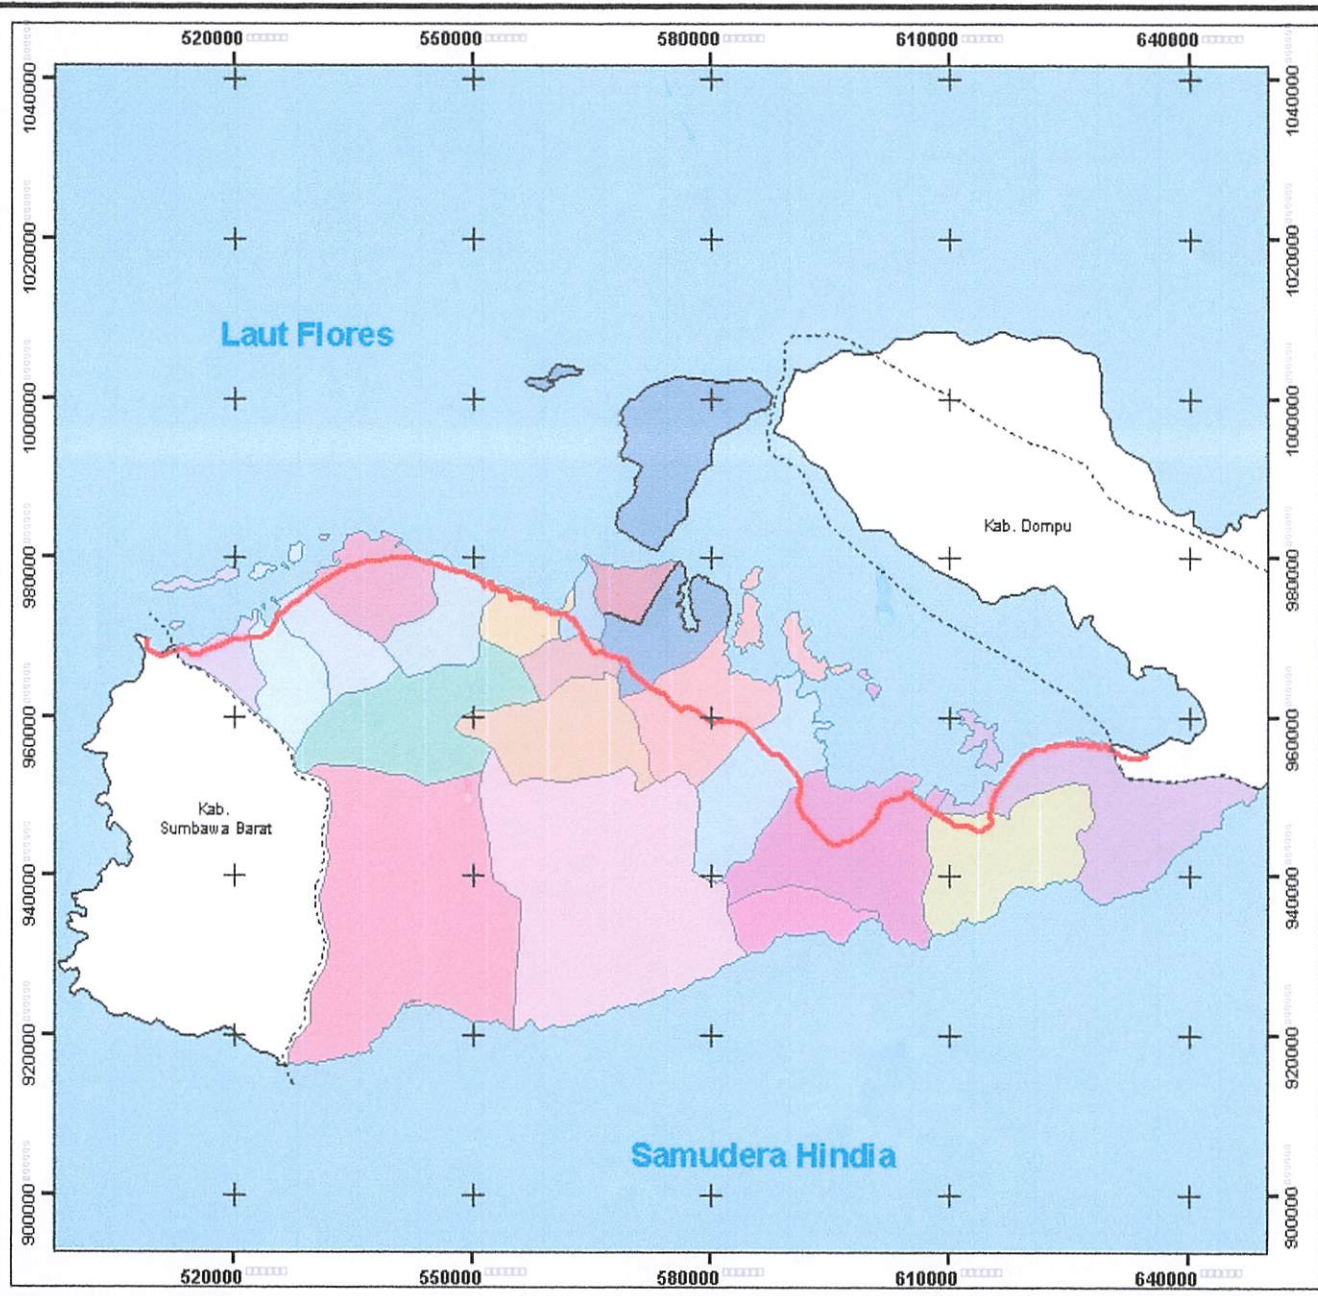 520000 550000 580000 610000 640000
1040000 1040000
1020000 1020000
Laut Flores
1000000 1000000
Kab. Dompu
980000 980000
960000 960000
Kab.
Sumbawa Barat
940000 940000
920000 920000
Samudera Hindia
900000 900000
520000 550000 580000 610000 640000